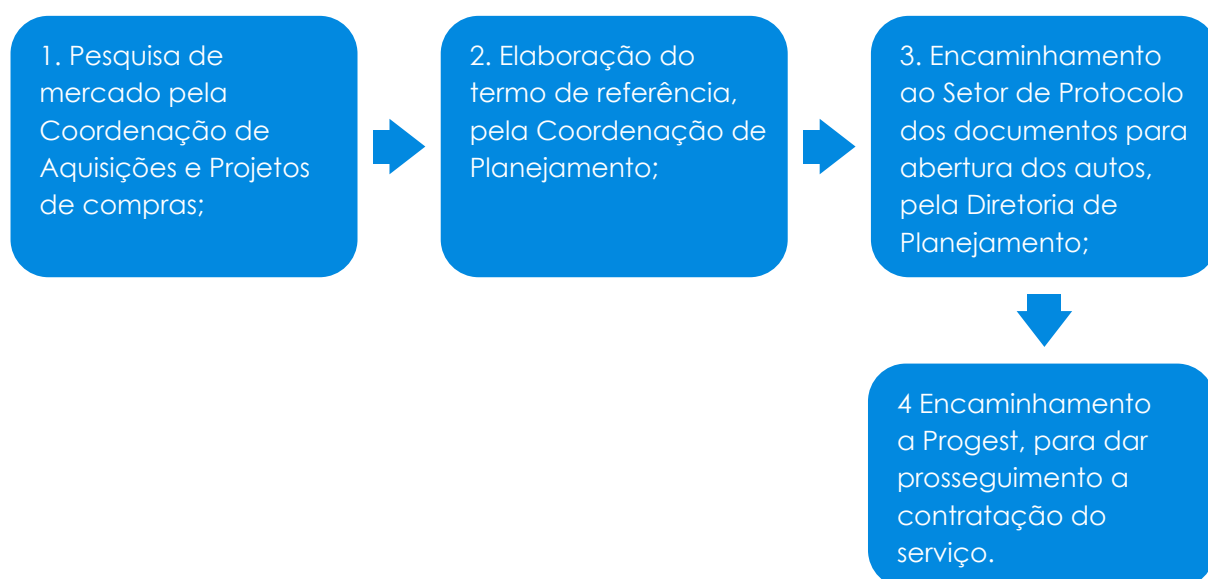 1. Pesquisa de
mercado pela
Coordenação de
Aquisições e Projetos
de compras;
2. Elaboração do
termo de referência,
pela Coordenação de
Planejamento;
3. Encaminhamento
ao Setor de Protocolo
dos documentos para
abertura dos autos,
pela Diretoria de
Planejamento;
4 Encaminhamento
a Progest, para dar
prosseguimento a
contratação do
serviço.